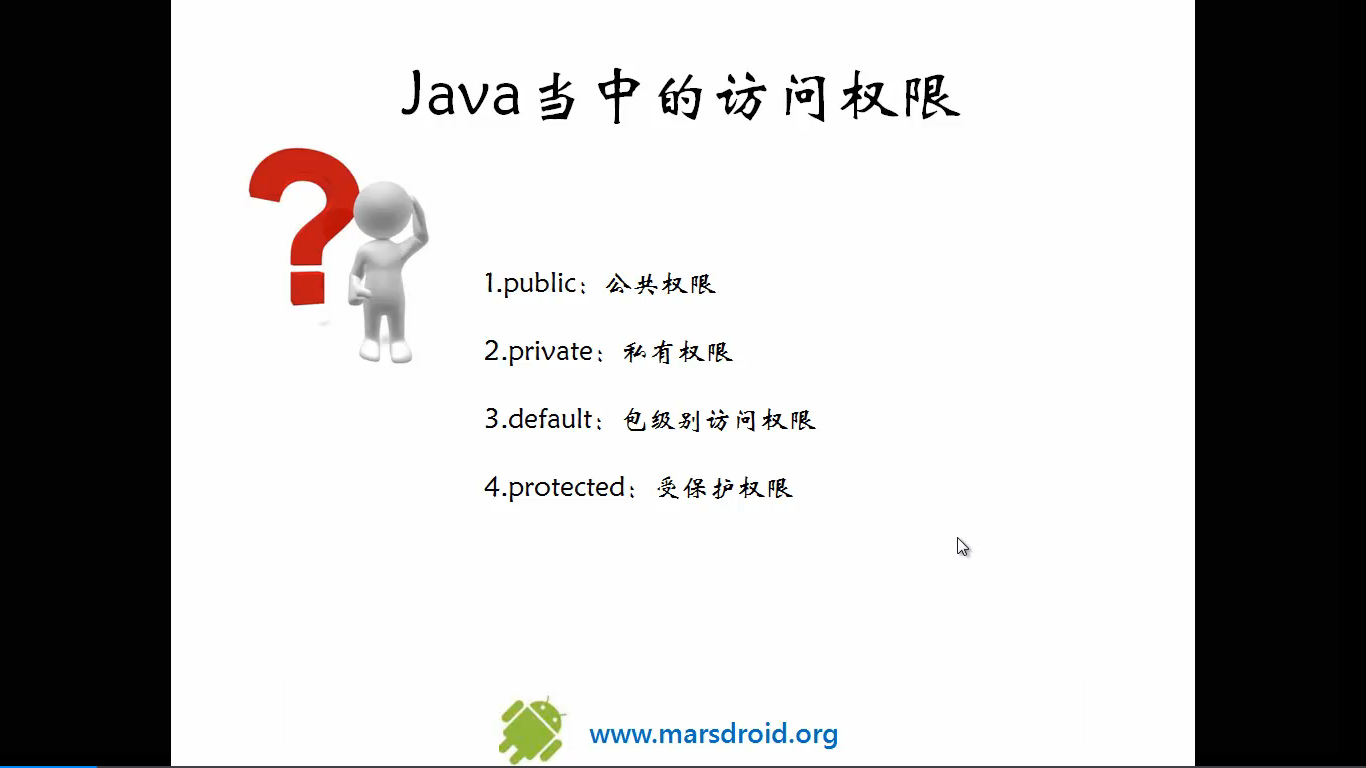 Java当中的访问权限
1.public：公共权限
2.private：私有权限
3.default：包级别访问权限
4.protected：受保护权限
www.marsdroid.org